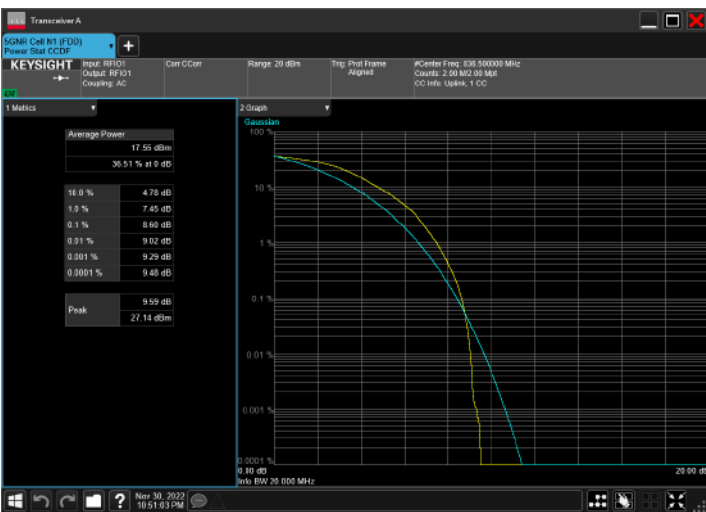 Transceiver A
5GNR Cell N1 (FDD)
Power Stat CCDF
KEYSIGHT
Input: RFIO1
Output: RFIO1
Coupling: AC
Corr CCorr
Range: 20 dBm
Trig: Prot Frame
Aligned
#Center Freq: 836.500000 MHz
Counts: 2.00 M/2.00 Mpt
CC Info: Uplink, 1 CC
1 Metrics
Average Power
17.55 dBm
36.51 % at 0 dB
10.0 % 4.78 dB
1.0 % 7.45 dB
0.1 % 8.60 dB
0.01 % 9.02 dB
0.001 % 9.29 dB
0.0001 % 9.48 dB
Peak
9.59 dB
27.14 dBm
2 Graph
Gaussian
100 %
10 %
1 %
0.1 %
0.01 %
0.001 %
0.0001 %
0.00 dB
20.00 dB
Info BW 20.000 MHz
?
Nov 30, 2022
10:51:03 PM